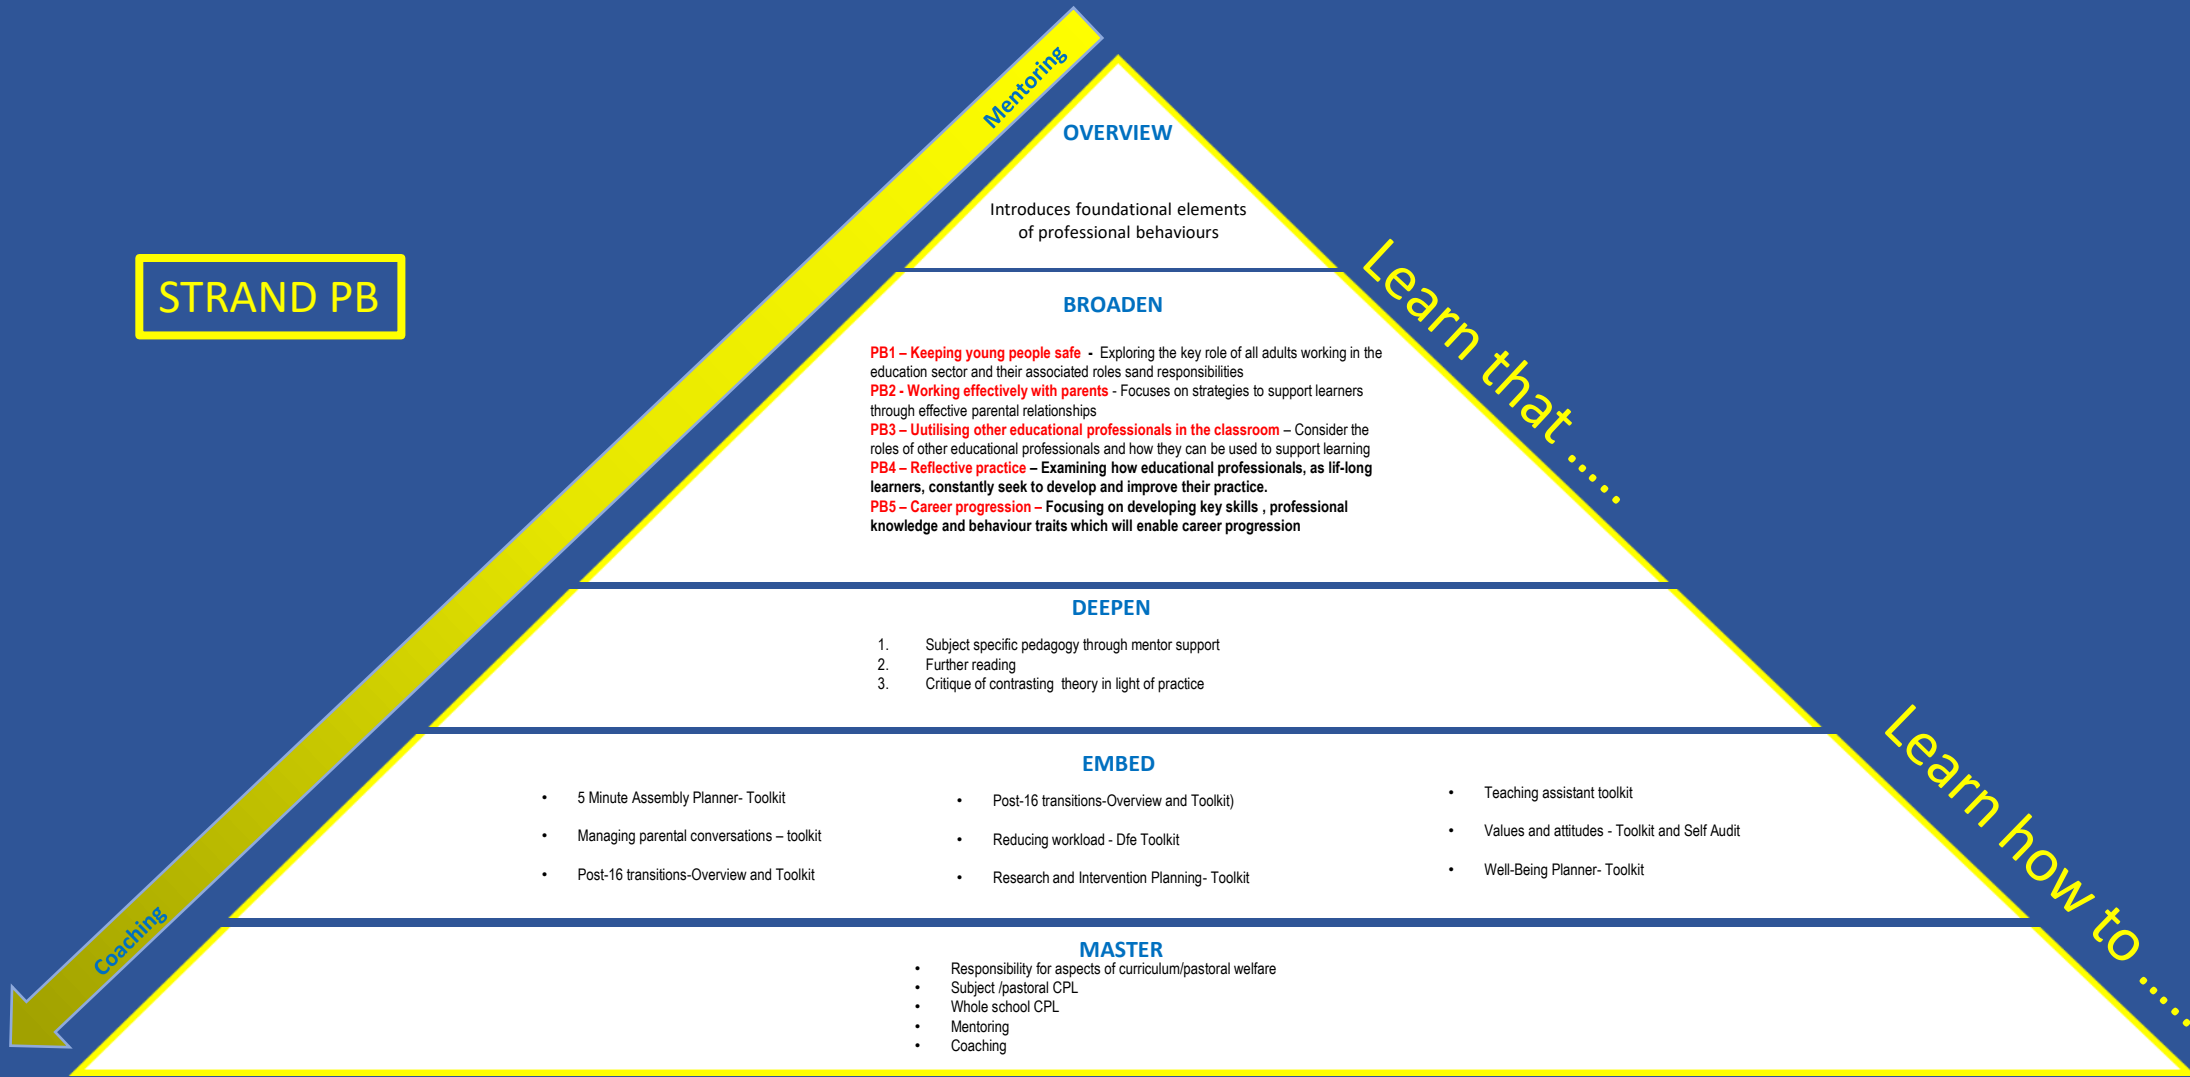 Mentoring
OVERVIEW
Introduces foundational elements
of professional behaviours
STRAND PB
Learn that .....
BROADEN
PB1 – Keeping young people safe - Exploring the key role of all adults working in the
education sector and their associated roles sand responsibilities
PB2 - Working effectively with parents - Focuses on strategies to support learners
through effective parental relationships
PB3 – Uutilising other educational professionals in the classroom – Consider the
roles of other educational professionals and how they can be used to support learning
PB4 – Reflective practice – Examining how educational professionals, as lif-long
learners, constantly seek to develop and improve their practice.
PB5 – Career progression – Focusing on developing key skills , professional
knowledge and behaviour traits which will enable career progression
DEEPEN
1. Subject specific pedagogy through mentor support
2. Further reading
3. Critique of contrasting theory in light of practice
Learn how to .....
EMBED
• 5 Minute Assembly Planner- Toolkit
• Managing parental conversations – toolkit
• Post-16 transitions-Overview and Toolkit
• Post-16 transitions-Overview and Toolkit)
• Reducing workload - Dfe Toolkit
• Research and Intervention Planning- Toolkit
• Teaching assistant toolkit
• Values and attitudes - Toolkit and Self Audit
• Well-Being Planner- Toolkit
Coaching
MASTER
• Responsibility for aspects of curriculum/pastoral welfare
• Subject /pastoral CPL
• Whole school CPL
• Mentoring
• Coaching